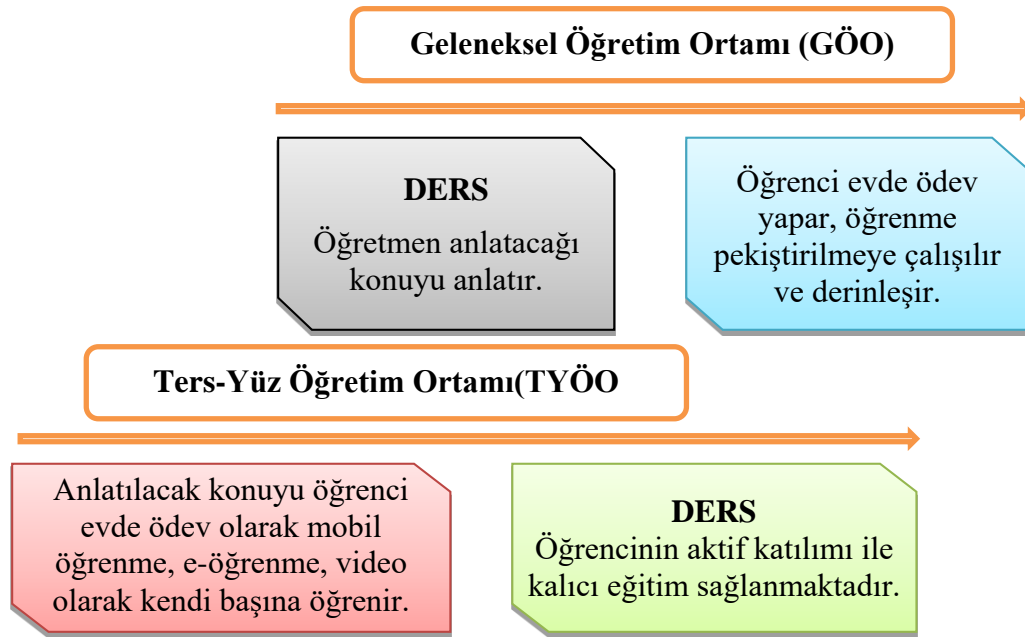 Geleneksel Öğretim Ortamı (GÖO)
DERS
Öğretmen anlatacağı
konuyu anlatır.
Öğrenci evde ödev
yapar, öğrenme
pekiştirilmeye çalışılır
ve derinleşir.
Ters-Yüz Öğretim Ortamı(TYÖO
Anlatılacak konuyu öğrenci
evde ödev olarak mobil
öğrenme, e-öğrenme, video
olarak kendi başına öğrenir.
DERS
Öğrencinin aktif katılımı ile
kalıcı eğitim sağlanmaktadır.